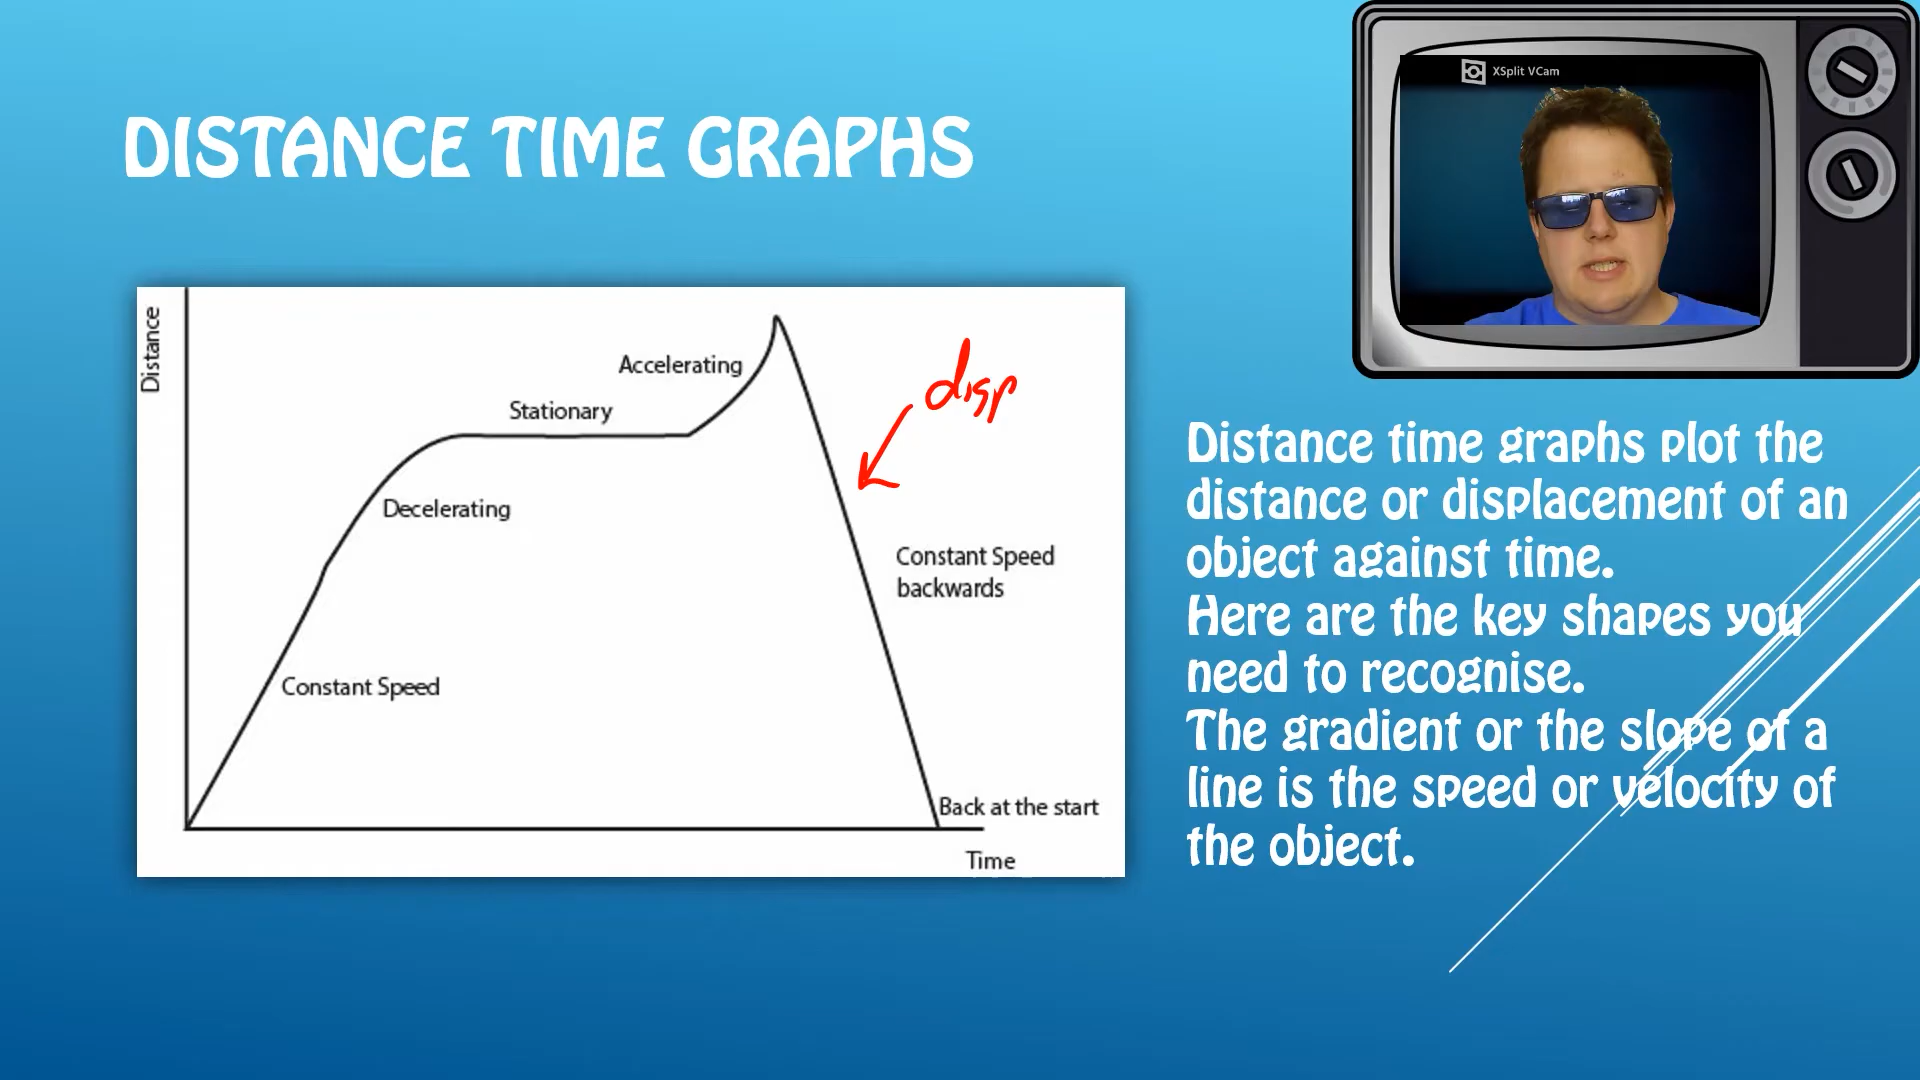 XSplit VCam
DISTANCE TIME GRAPHS
Distance
Accelerating
disp
Stationary
Decelerating
Constant Speed
backwards
Constant Speed
Back at the start
Time
Distance time graphs plot the
distance or displacement of an
object against time.
Here are the key shapes you
need to recognise.
The gradient or the slope of a
line is the speed or velocity of
the object.